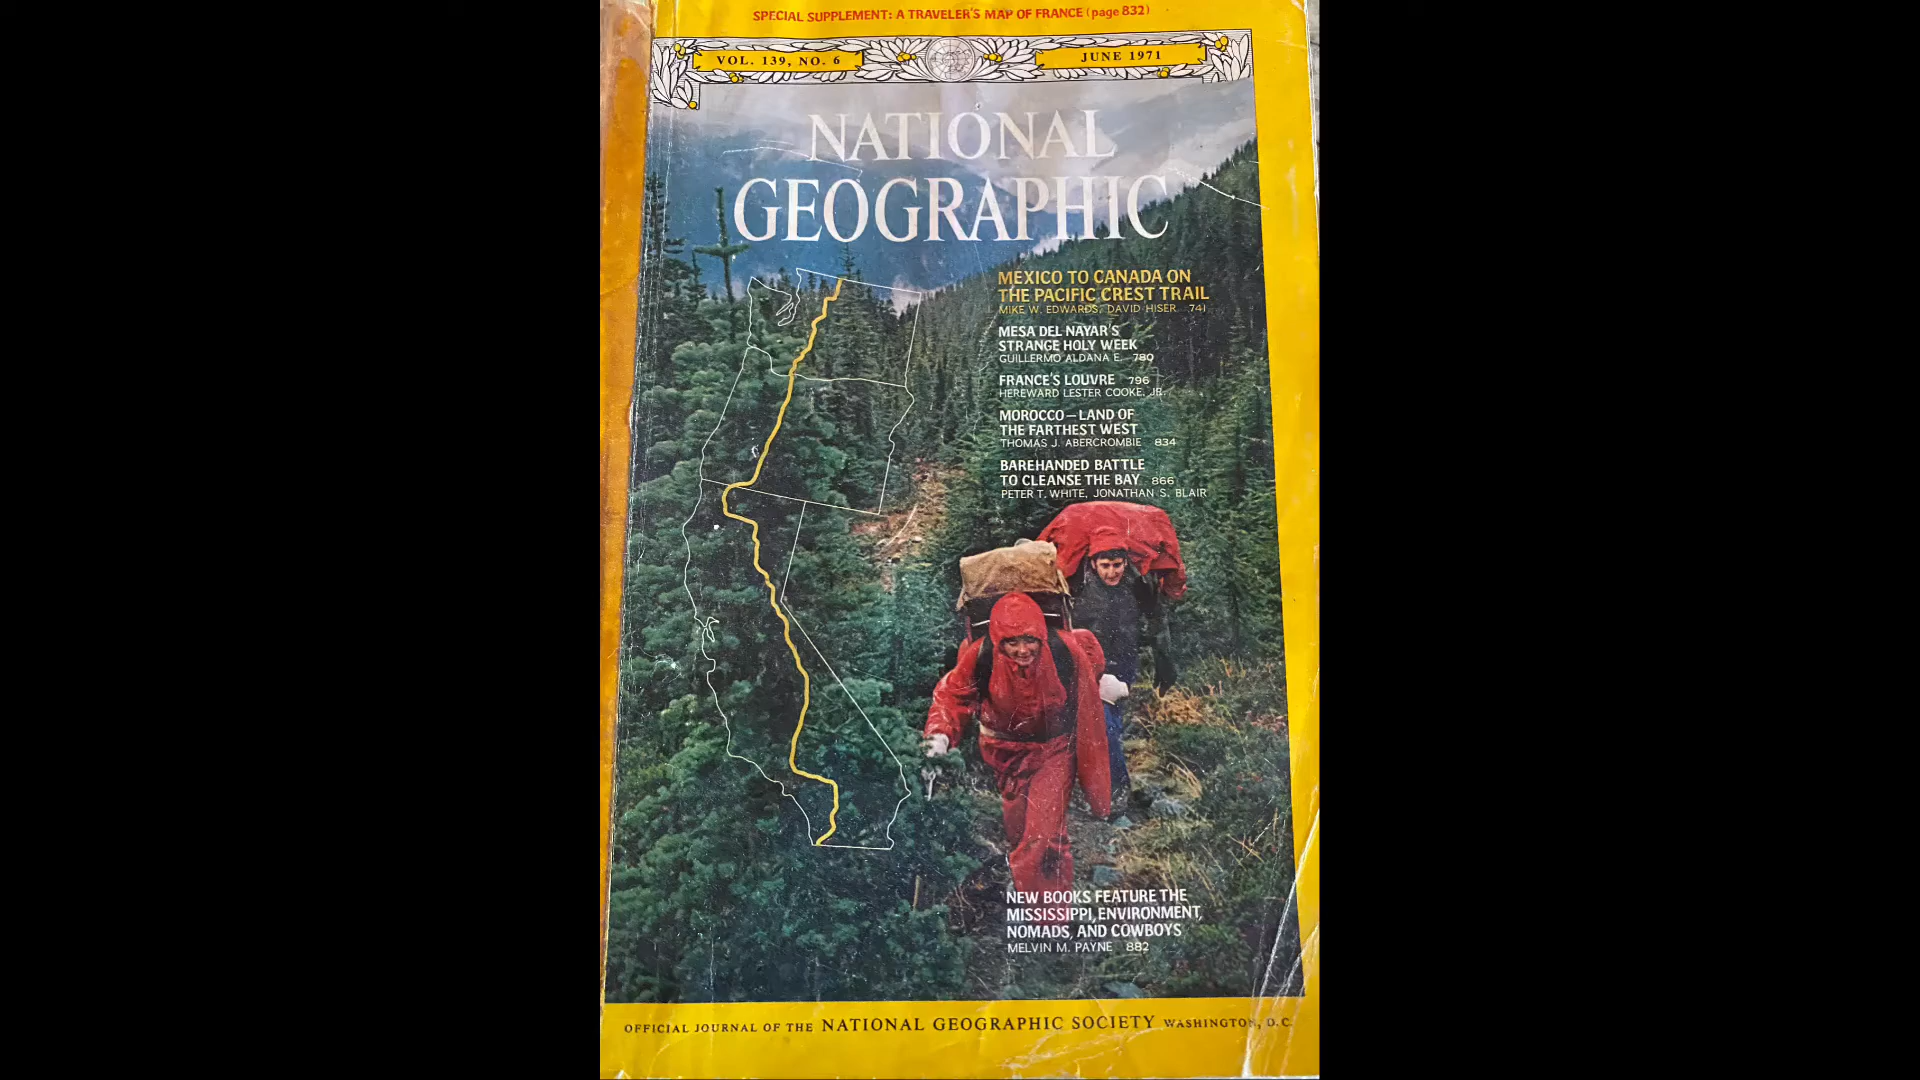 SPECIAL SUPPLEMENT: A TRAVELER'S MAP OF FRANCE (page 832)
VOL. 139, NO. 6
JUNE 1971
NATIONAL
GEOGRAPHIC
MEXICO TO CANADA ON
THE PACIFIC CREST TRAIL
MIKE W. EDWARDS, DAVID HISER 741
MESA DEL NAYAR'S
STRANGE HOLY WEEK
GUILLERMO ALDANA E. 780
FRANCE'S LOUVRE 796
HEREWARD LESTER COOKE, JR.
MOROCCO—LAND OF
THE FARTHEST WEST
THOMAS J. ABERCROMBIE 834
BAREHANDED BATTLE
TO CLEANSE THE BAY 866
PETER T. WHITE, JONATHAN S. BLAIR
NEW BOOKS FEATURE THE
MISSISSIPPI, ENVIRONMENT,
NOMADS, AND COWBOYS
MELVIN M. PAYNE 882
OFFICIAL JOURNAL OF THE NATIONAL GEOGRAPHIC SOCIETY WASHINGTON, D.C.